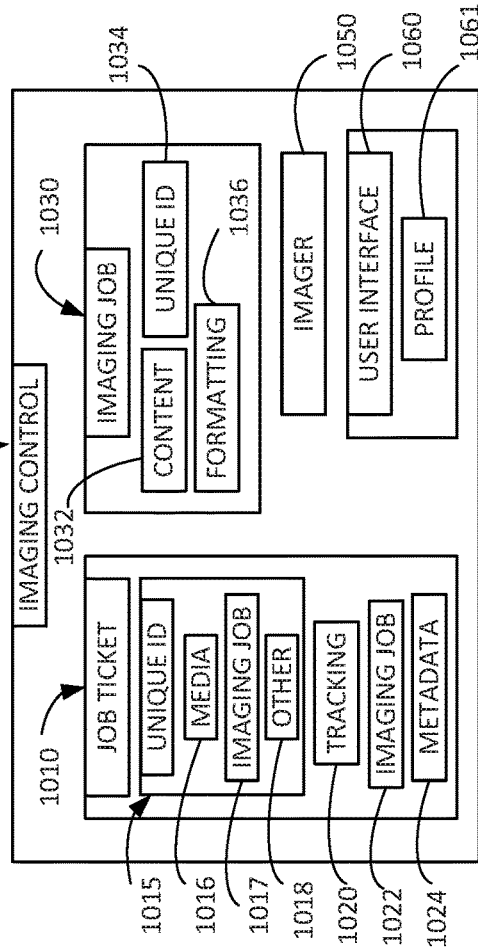 IMAGING CONTROL
1010
JOB TICKET
1015
UNIQUE ID
1016
MEDIA
1017
IMAGING JOB
1018
OTHER
1020
TRACKING
1022
IMAGING JOB
1024
METADATA
1030
IMAGING JOB
1032
CONTENT
UNIQUE ID
1034
FORMATTING
1036
IMAGER
1050
USER INTERFACE
1060
PROFILE
1061